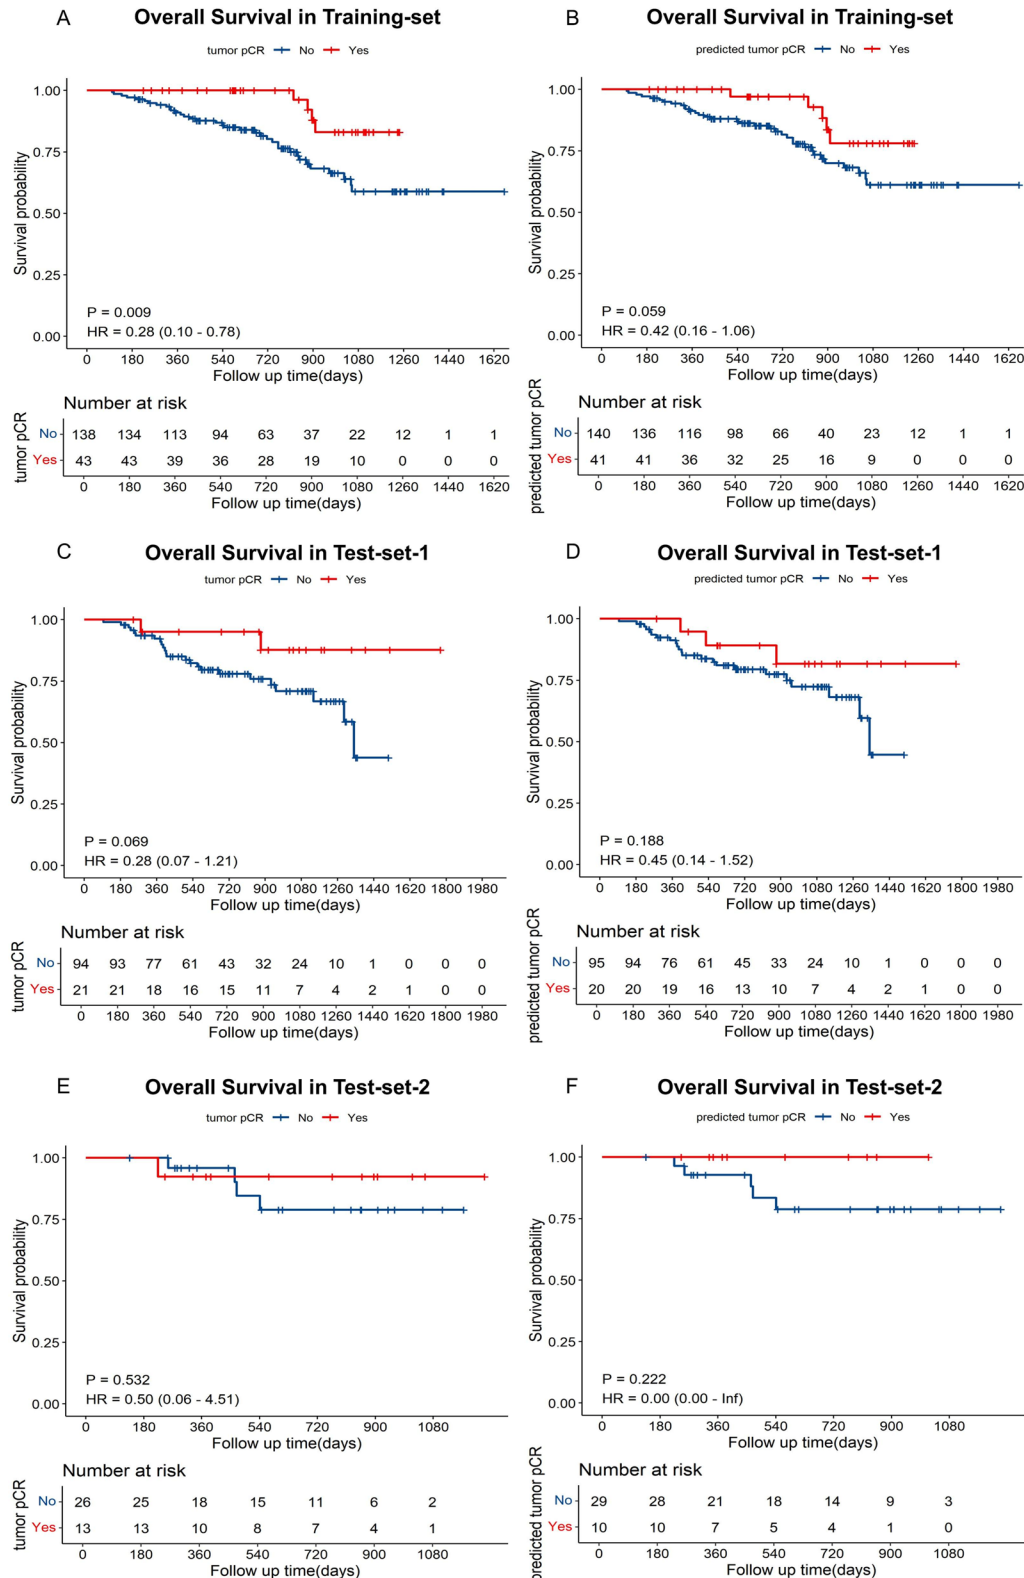 A
Overall Survival in Training-set
tumor pCR No Yes
Survival probability
1.00
0.75
0.50
0.25
0.00
P = 0.009
HR = 0.28 (0.10 - 0.78)
0 180 360 540 720 900 1080 1260 1440 1620
Follow up time(days)
Number at risk
tumor pCR
No 138 134 113 94 63 37 22 12 1 1
Yes 43 43 39 36 28 19 10 0 0 0
0 180 360 540 720 900 1080 1260 1440 1620
Follow up time(days)
B
Overall Survival in Training-set
predicted tumor pCR No Yes
Survival probability
1.00
0.75
0.50
0.25
0.00
P = 0.059
HR = 0.42 (0.16 - 1.06)
0 180 360 540 720 900 1080 1260 1440 1620
Follow up time(days)
Number at risk
predicted tumor pCR
No 140 136 116 98 66 40 23 12 1 1
Yes 41 41 36 32 25 16 9 0 0 0
0 180 360 540 720 900 1080 1260 1440 1620
Follow up time(days)
C
Overall Survival in Test-set-1
tumor pCR No Yes
Survival probability
1.00
0.75
0.50
0.25
0.00
P = 0.069
HR = 0.28 (0.07 - 1.21)
0 180 360 540 720 900 1080 1260 1440 1800 1980
Follow up time(days)
Number at risk
tumor pCR
No 94 93 77 61 43 32 24 10 1 0 0 0
Yes 21 21 18 16 15 11 7 4 2 1 0 0
0 180 360 540 720 900 1080 1260 1440 1620 1800 1980
Follow up time(days)
D
Overall Survival in Test-set-1
predicted tumor pCR No Yes
Survival probability
1.00
0.75
0.50
0.25
0.00
P = 0.188
HR = 0.45 (0.14 - 1.52)
0 180 360 540 720 900 1080 1260 1440 1620 1800 1980
Follow up time(days)
Number at risk
predicted tumor pCR
No 95 94 76 61 45 33 24 10 1 0 0 0
Yes 20 20 19 16 13 10 7 4 2 1 0 0
0 180 360 540 720 900 1080 1260 1440 1620 1800 1980
Follow up time(days)
E
Overall Survival in Test-set-2
tumor pCR No Yes
Survival probability
1.00
0.75
0.50
0.25
0.00
P = 0.532
HR = 0.50 (0.06 - 4.51)
0 180 360 540 720 900 1080
Follow up time(days)
Number at risk
tumor pCR
No 26 25 18 15 11 6 2
Yes 13 13 10 8 7 4 1
0 180 360 540 720 900 1080
Follow up time(days)
F
Overall Survival in Test-set-2
predicted tumor pCR No Yes
Survival probability
1.00
0.75
0.50
0.25
0.00
P = 0.222
HR = 0.00 (0.00 - Inf)
0 180 360 540 720 900 1080
Follow up time(days)
Number at risk
predicted tumor pCR
No 29 28 21 18 14 9 3
Yes 10 10 7 5 4 1 0
0 180 360 540 720 900 1080
Follow up time(days)